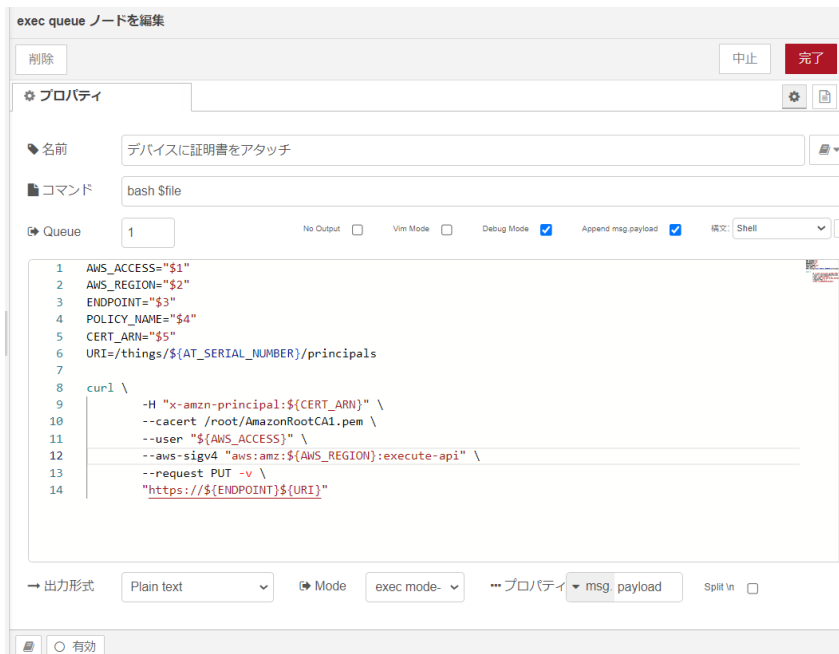 exec queue ノードを編集
削除
中止
完了
プロパティ
名前
デバイスに証明書をアタッチ
コマンド
bash $file
Queue
1
No Output
Vim Mode
Debug Mode
Append msg.payload
構文:
Shell
1 AWS_ACCESS="$1"
2 AWS_REGION="$2"
3 ENDPOINT="$3"
4 POLICY_NAME="$4"
5 CERT_ARN="$5"
6 URI=/things/${AT_SERIAL_NUMBER}/principals
7
8 curl \
9 -H "x-amzn-principal:${CERT_ARN}" \
10 --cacert /root/AmazonRootCA1.pem \
11 --user "${AWS_ACCESS}" \
12 --aws-sigv4 "aws:amz:${AWS_REGION}:execute-api" \
13 --request PUT -v \
14 "https://${ENDPOINT}${URI}"
出力形式
Plain text
Mode
exec mode-
プロパティ
msg. payload
Split \n
有効